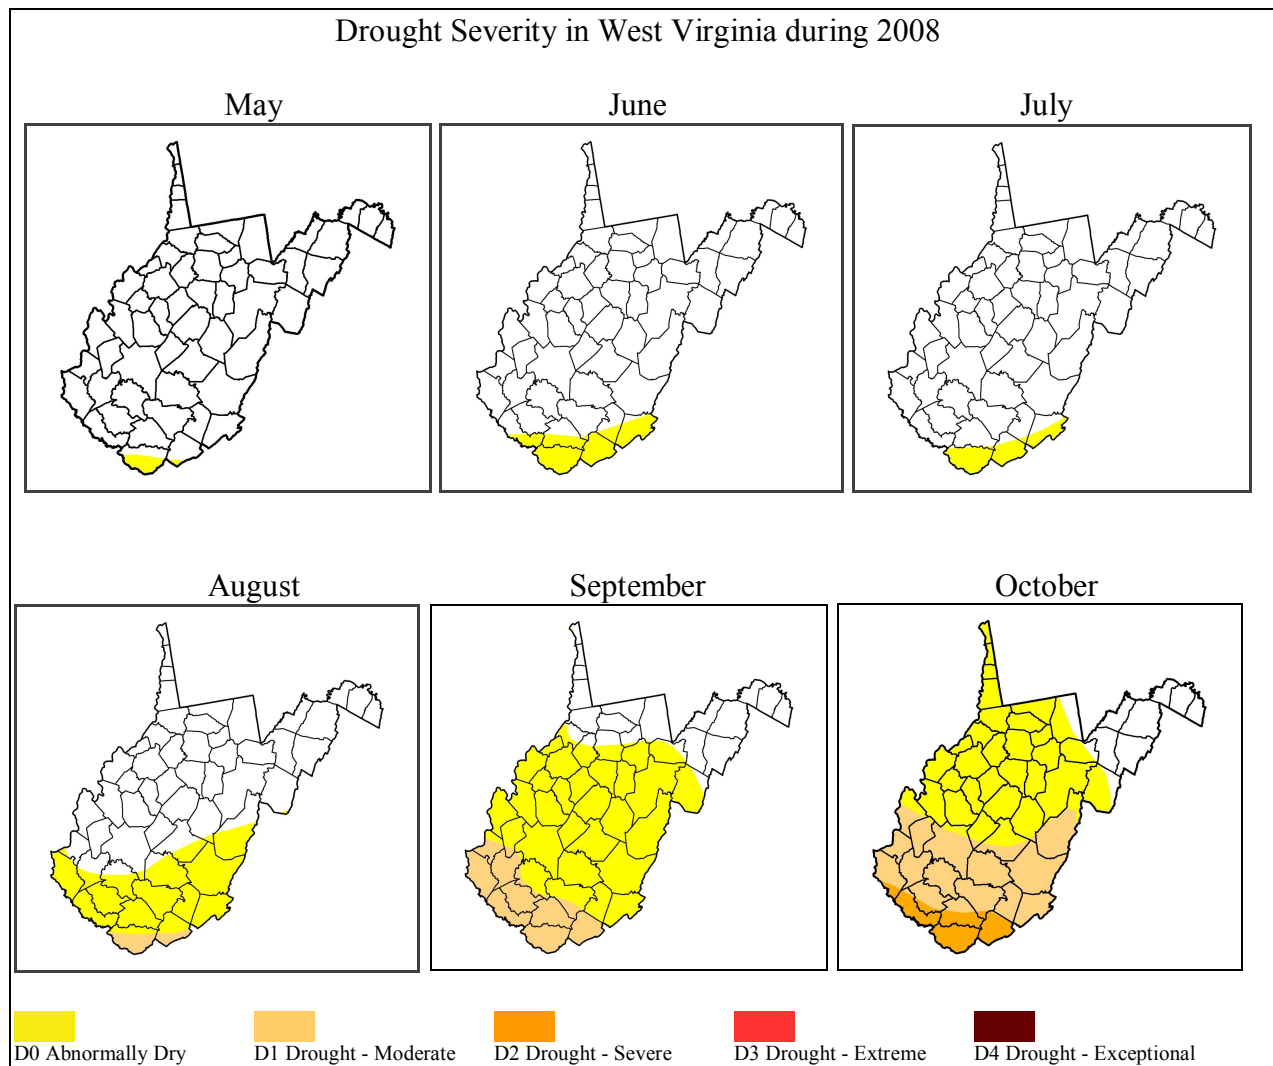 Drought Severity in West Virginia during 2008
May
June
July
August
September
October
D0 Abnormally Dry
D1 Drought - Moderate
D2 Drought - Severe
D3 Drought - Extreme
D4 Drought - Exceptional